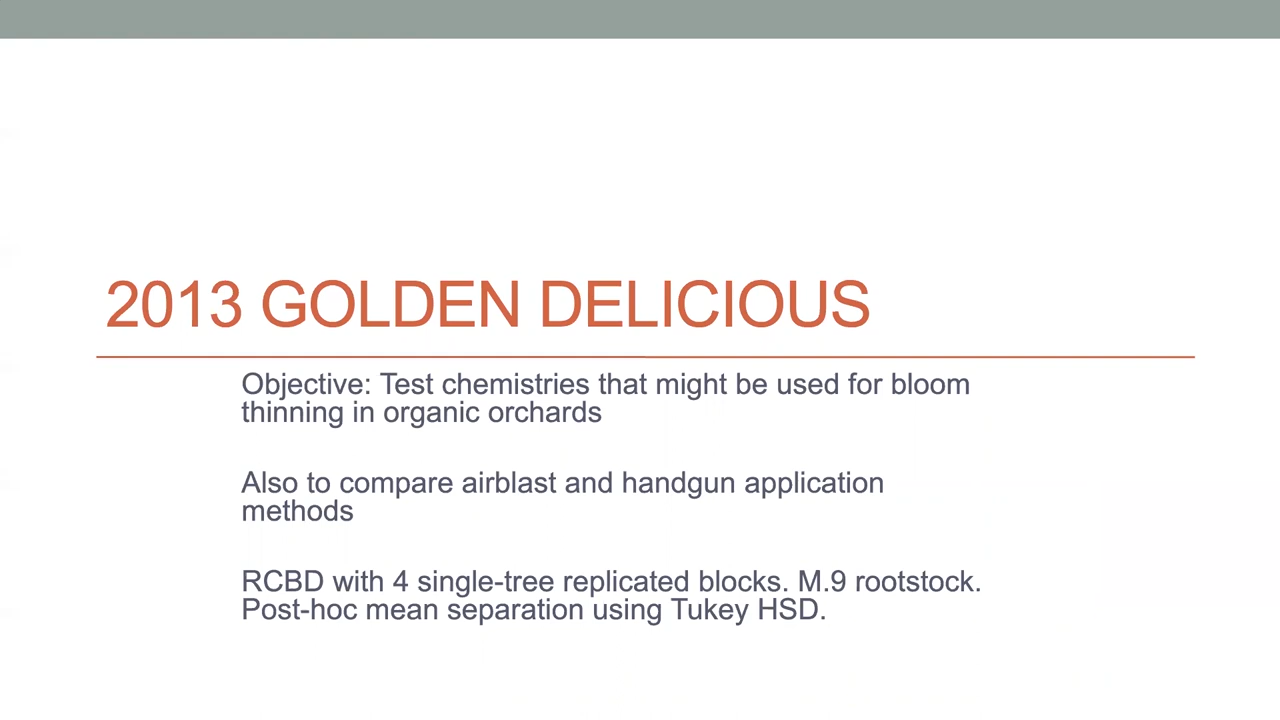 2013 GOLDEN DELICIOUS
Objective: Test chemistries that might be used for bloom
thinning in organic orchards
Also to compare airblast and handgun application
methods
RCBD with 4 single-tree replicated blocks. M.9 rootstock.
Post-hoc mean separation using Tukey HSD.